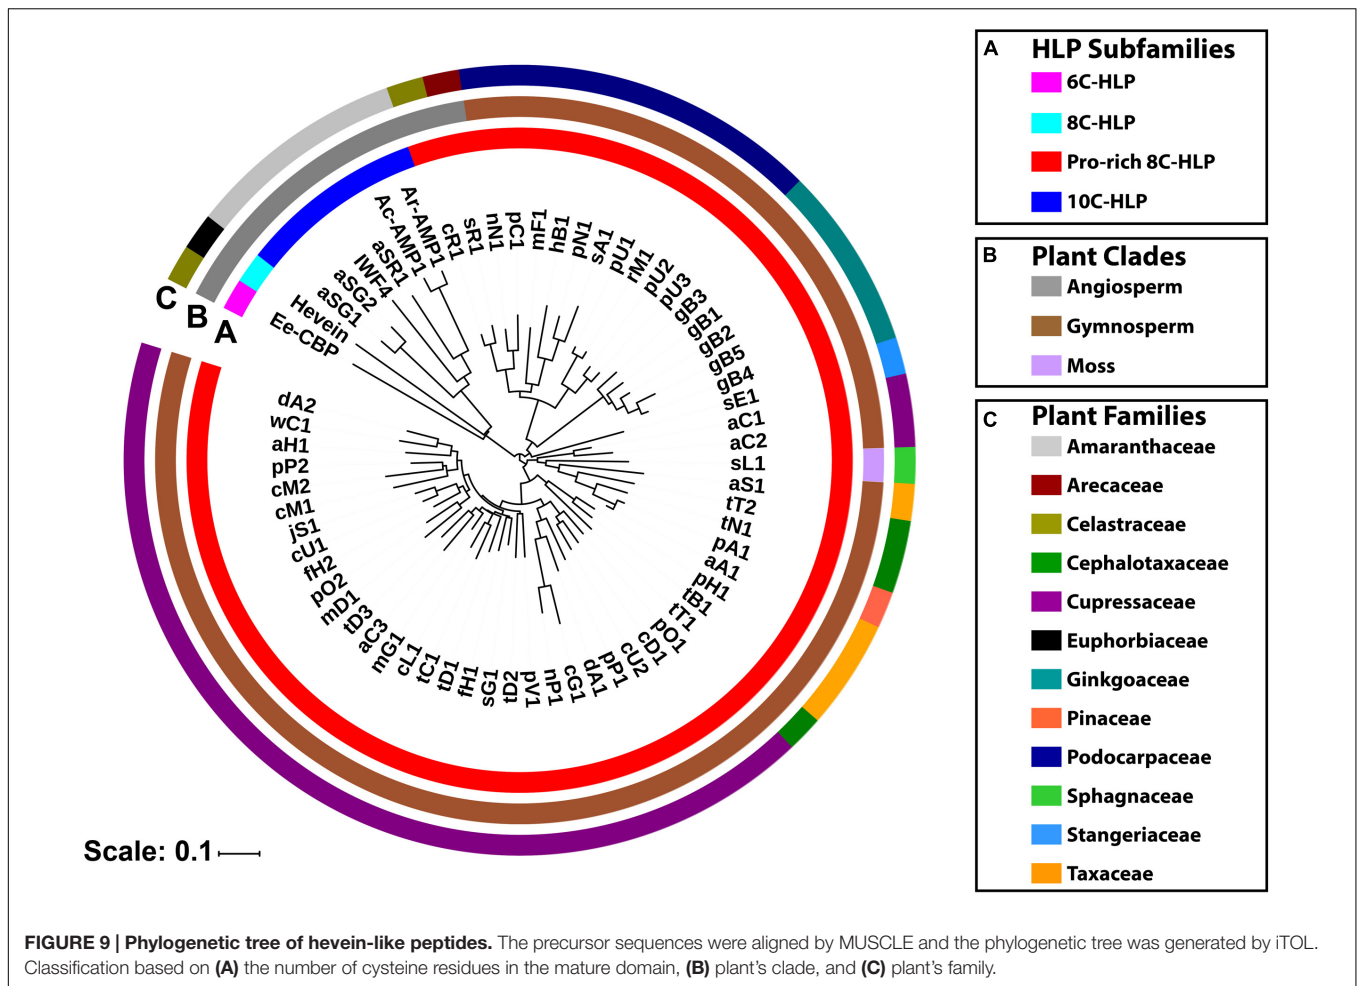 A HLP Subfamilies
6C-HLP
8C-HLP
Pro-rich 8C-HLP
10C-HLP
B Plant Clades
Angiosperm
Gymnosperm
Moss
C Plant Families
Amaranthaceae
Arecaceae
Celastraceae
Cephalotaxaceae
Cupressaceae
Euphorbiaceae
Ginkgoaceae
Pinaceae
Podocarpaceae
Sphagnaceae
Stangeriaceae
Taxaceae
C
B
A
Ee-CBP
Hevein
aSG1
aSG2
IWF4
aSR1
Ac-AMP1
Ar-AMP1
cR1
sR1
nN1
pC1
mF1
hB1
pN1
sA1
pU1
rM1
pU2
pU3
gB3
gB1
gB2
gB5
gB4
sE1
aC1
aC2
sL1
aS1
tT2
tN1
pA1
aA1
pH1
tB1
tT1
pO1
cD1
cU2
pP1
dA1
cG1
nP1
pV1
tD2
sG1
fH1
tD1
tC1
cL1
mG1
aC3
tD3
mD1
pO2
fH2
cU1
jS1
cM1
cM2
pP2
aH1
wC1
dA2
Scale: 0.1
FIGURE 9 | Phylogenetic tree of hevein-like peptides. The precursor sequences were aligned by MUSCLE and the phylogenetic tree was generated by iTOL.
Classification based on (A) the number of cysteine residues in the mature domain, (B) plant's clade, and (C) plant's family.